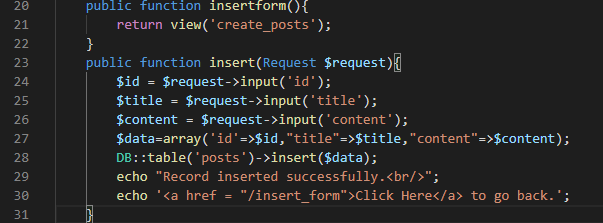 20 public function insertform(){
21 return view('create_posts');
22 }
23 public function insert(Request $request){
24 $id = $request->input('id');
25 $title = $request->input('title');
26 $content = $request->input('content');
27 $data=array('id'=>$id,"title"=>$title,"content"=>$content);
28 DB::table('posts')->insert($data);
29 echo "Record inserted successfully.<br/>";
30 echo '<a href = "/insert_form">Click Here</a> to go back.';
31 }